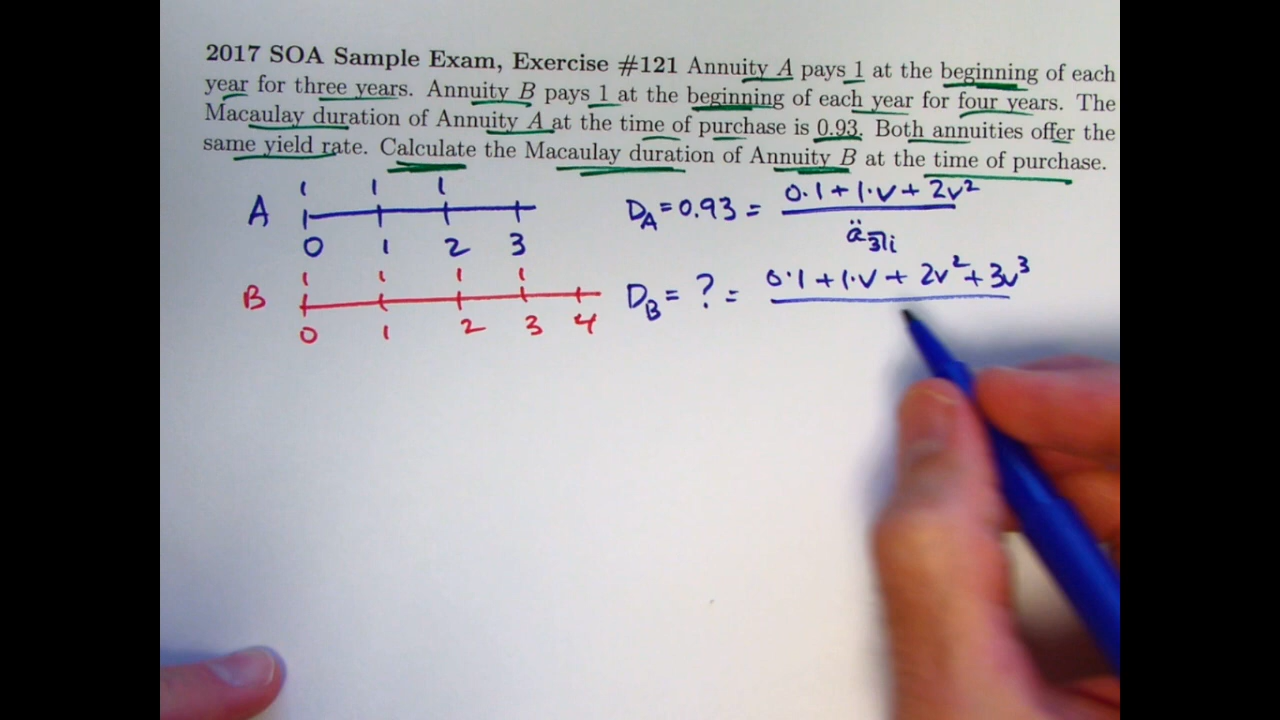 2017 SOA Sample Exam, Exercise #121 Annuity A pays 1 at the beginning of each
year for three years. Annuity B pays 1 at the beginning of each year for four years. The
Macaulay duration of Annuity A at the time of purchase is 0.93. Both annuities offer the
same yield rate. Calculate the Macaulay duration of Annuity B at the time of purchase.
1 1 1
A
0 1 2 3
D_A = 0.93 = (0·1 + 1·v + 2v²) / ä_3̅|i
1 1 1 1
B
0 1 2 3 4
D_B = ? = 0·1 + 1·v + 2v² + 3v³